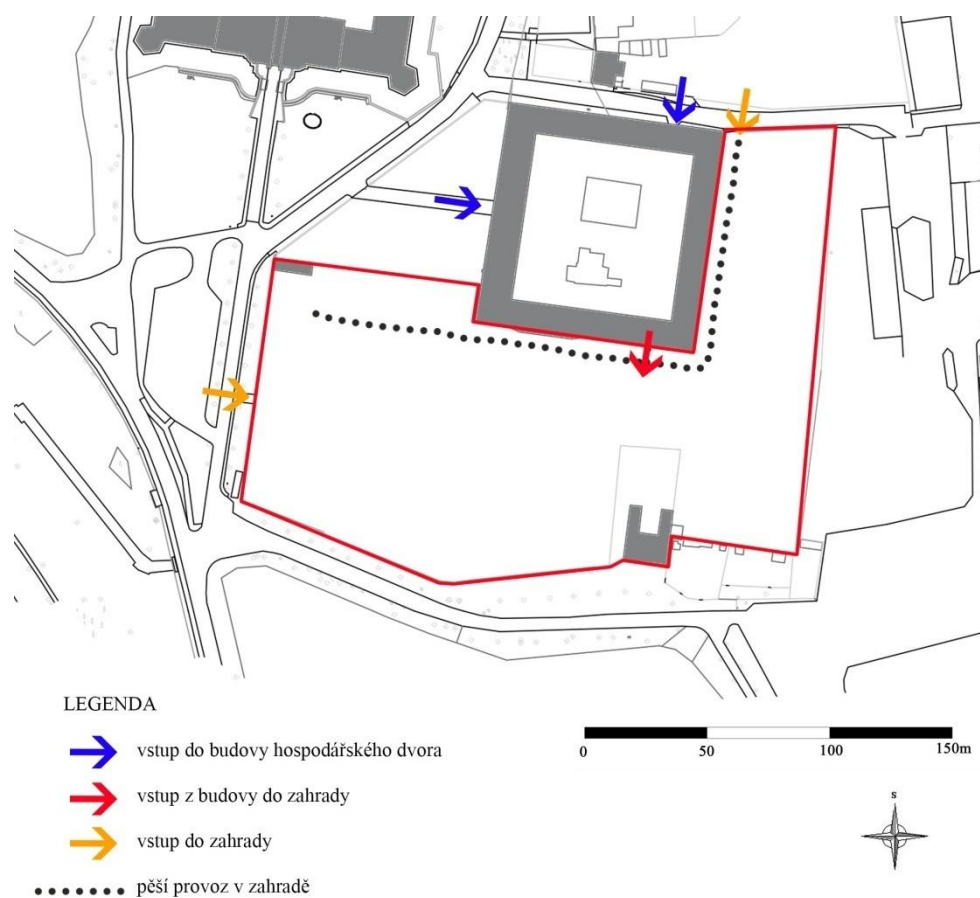 LEGENDA
vstup do budovy hospodářského dvora
vstup z budovy do zahrady
vstup do zahrady
pěší provoz v zahradě
0 50 100 150m
s